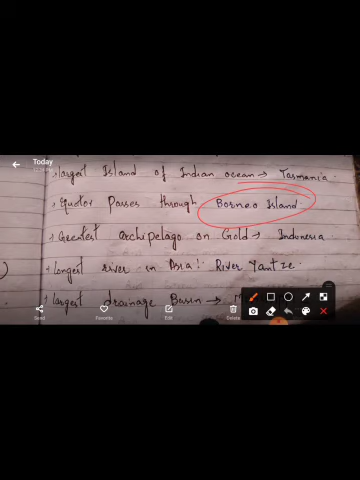 Today
→ largest Island of Indian ocean → Tasmania.
→ Equtor Passes through Borneo Island
→ Greatest archipelago on Gold → Indonesia.
→ Longest river in Asia: River Yantze.
→ largest drainage Basin →
Send Favorite Edit Delete